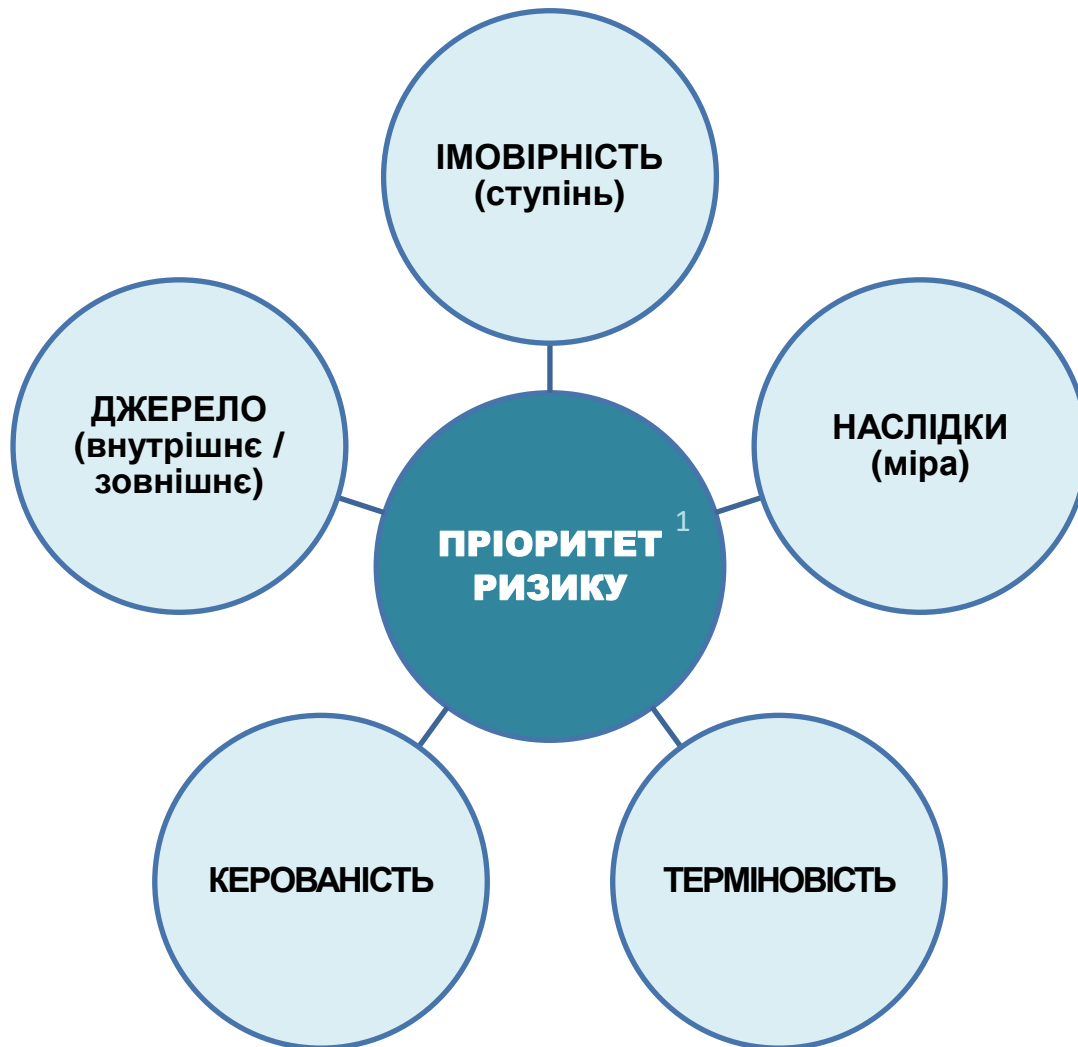 ІМОВІРНІСТЬ
(ступінь)
ДЖЕРЕЛО
(внутрішнє /
зовнішнє)
НАСЛІДКИ
(міра)
ПРІОРИТЕТ 1
РИЗИКУ
КЕРОВАНІСТЬ
ТЕРМІНОВІСТЬ